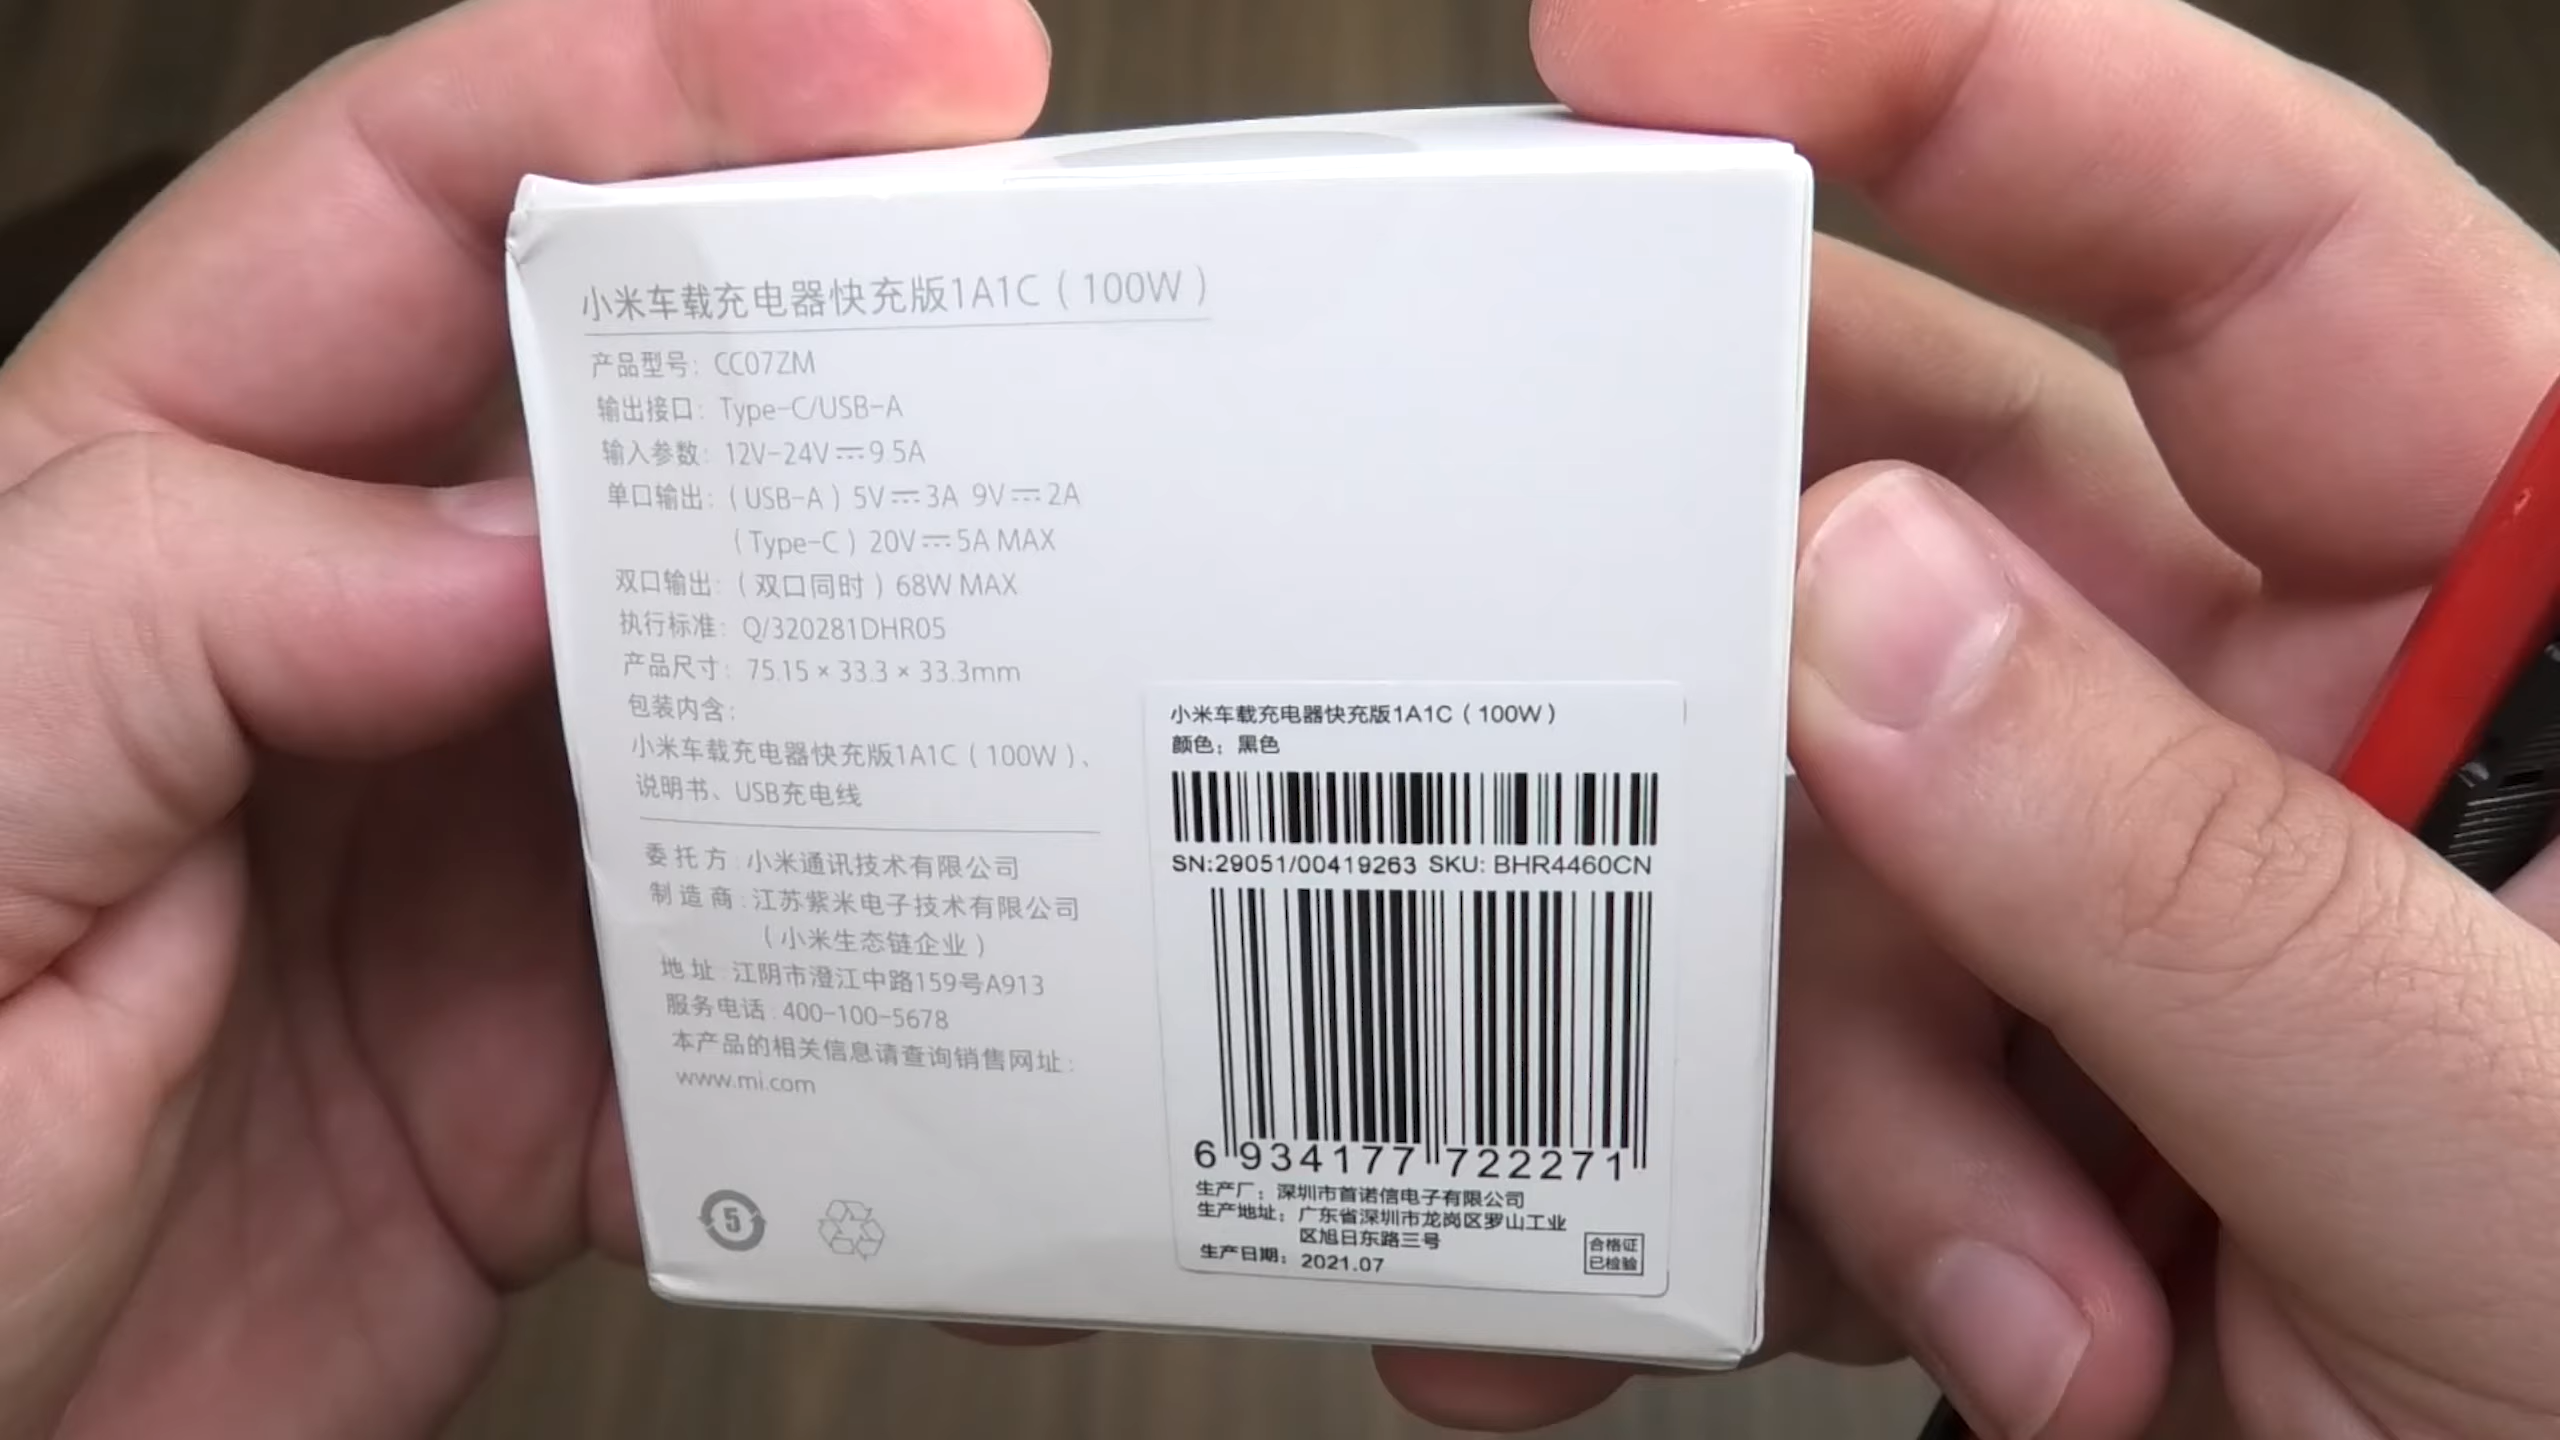 小米车载充电器快充版1A1C（100W）
产品型号：CC07ZM
输出接口：Type-C/USB-A
输入参数：12V-24V⎓9.5A
单口输出：（USB-A）5V⎓3A 9V⎓2A
（Type-C）20V⎓5A MAX
双口输出：（双口同时）68W MAX
执行标准：Q/320281DHR05
产品尺寸：75.15 × 33.3 × 33.3mm
包装内含：
小米车载充电器快充版1A1C（100W）、
说明书、USB充电线
委托方：小米通讯技术有限公司
制造商：江苏紫米电子技术有限公司
（小米生态链企业）
地址：江阴市澄江中路159号A913
服务电话：400-100-5678
本产品的相关信息请查询销售网址：
www.mi.com
5
小米车载充电器快充版1A1C（100W）
颜色：黑色
SN:29051/00419263 SKU: BHR4460CN
6 934177 722271
生产厂：深圳市首诺信电子有限公司
生产地址：广东省深圳市龙岗区罗山工业
区旭日东路三号
生产日期：2021.07
合格证
已检验